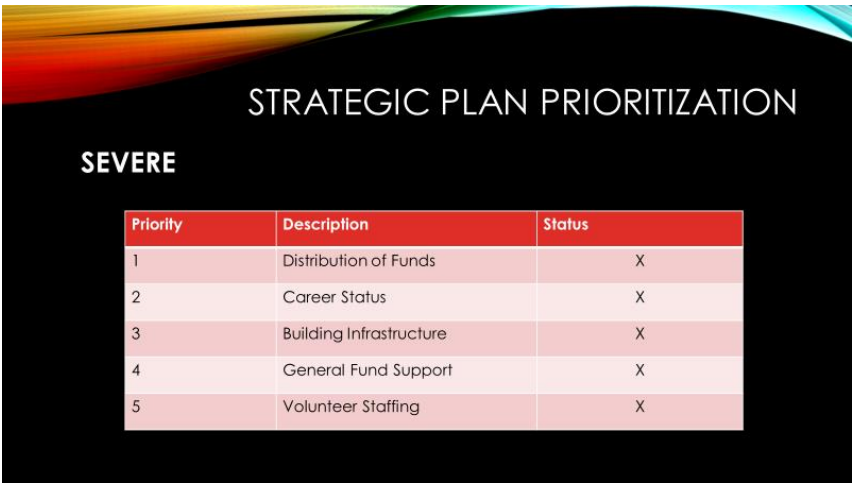 STRATEGIC PLAN PRIORITIZATION
SEVERE
Priority Description Status
1 Distribution of Funds X
2 Career Status X
3 Building Infrastructure X
4 General Fund Support X
5 Volunteer Staffing X